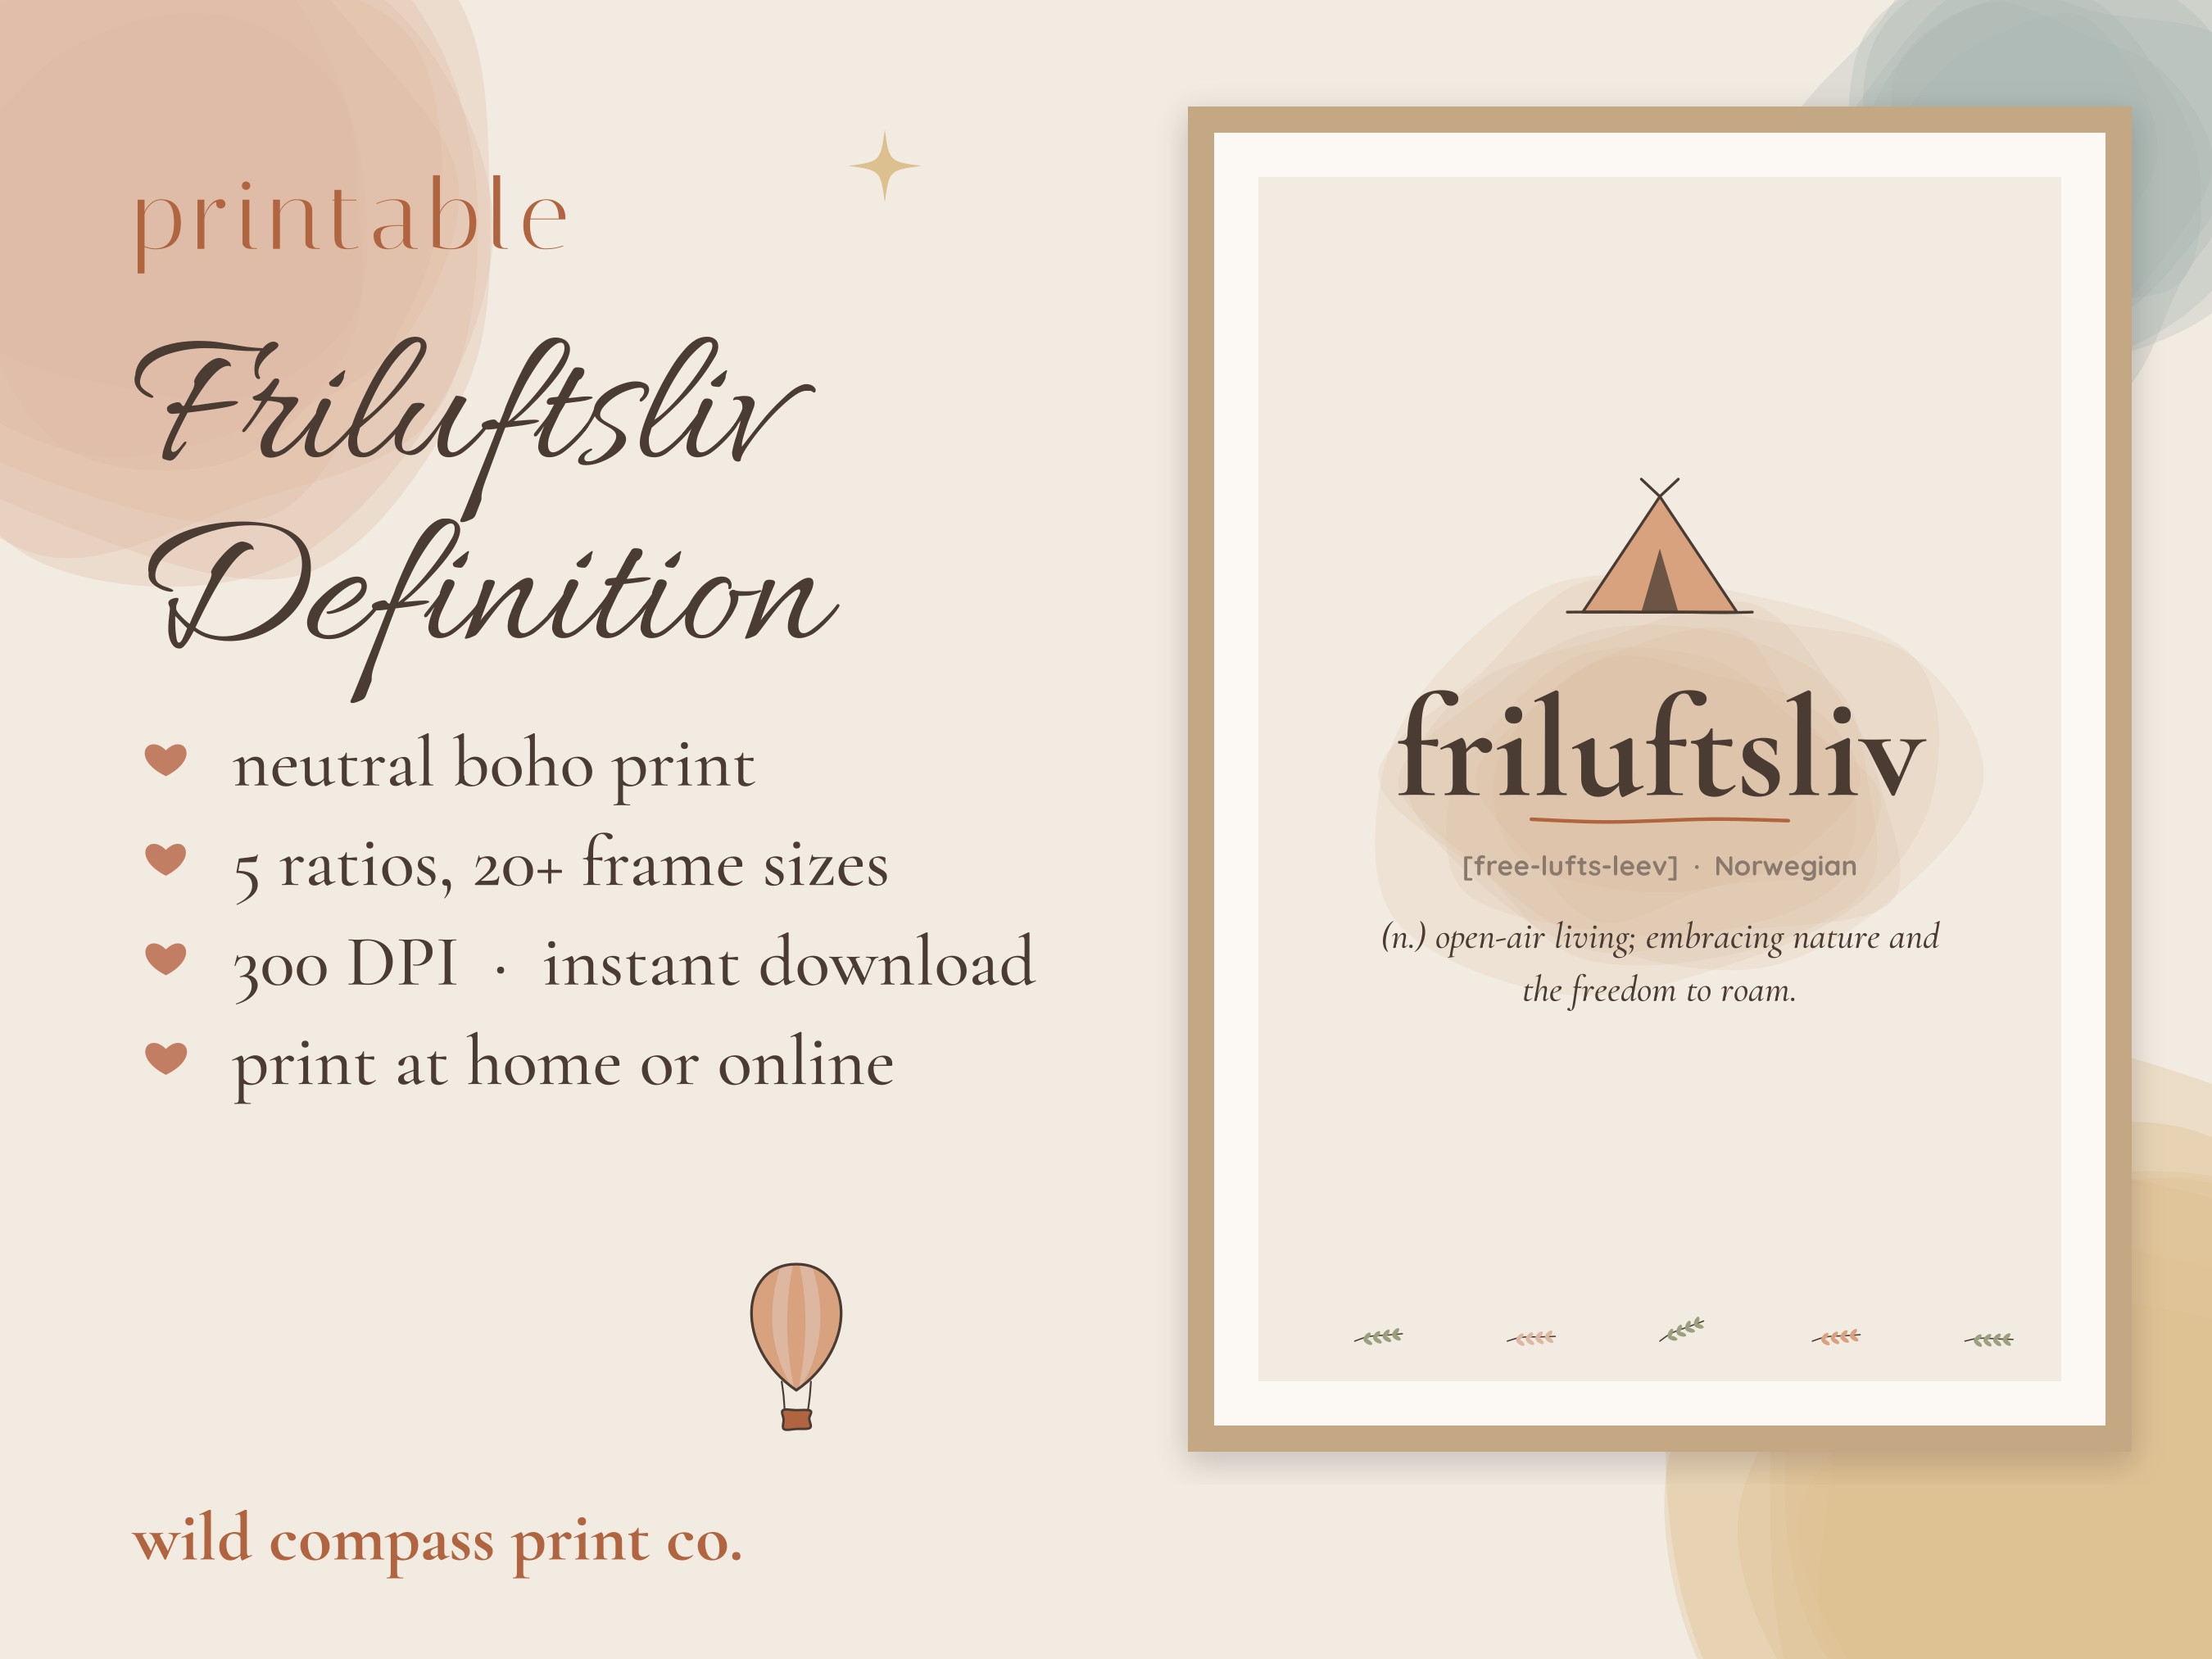 printable
Friluftsliv
Definition
neutral boho print
5 ratios, 20+ frame sizes
300 DPI · instant download
print at home or online
wild compass print co.
friluftsliv
[free-lufts-leev] · Norwegian
(n.) open-air living; embracing nature and
the freedom to roam.